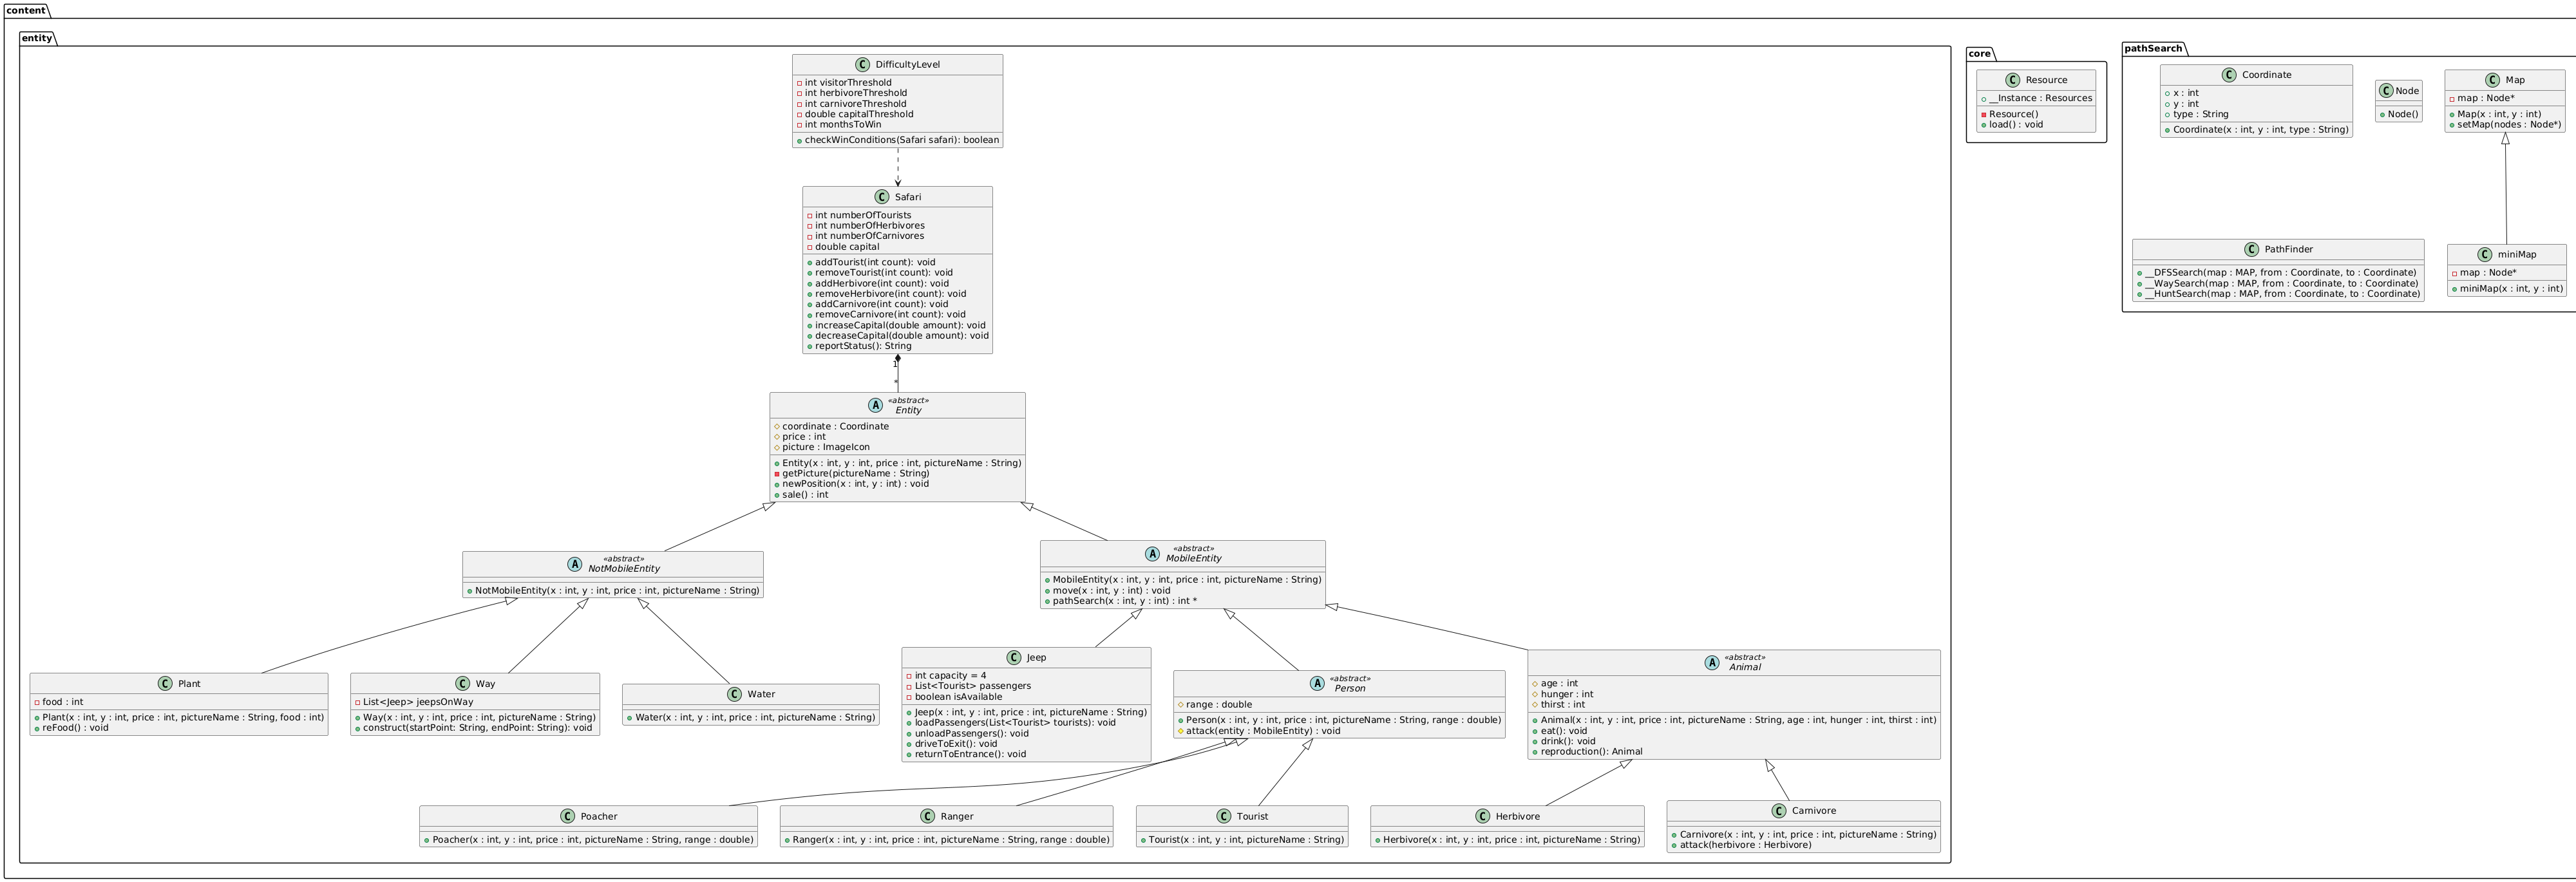 content
entity
DifficultyLevel
int visitorThreshold
int herbivoreThreshold
int carnivoreThreshold
double capitalThreshold
int monthsToWin
checkWinConditions(Safari safari): boolean
Safari
int numberOfTourists
int numberOfHerbivores
int numberOfCarnivores
double capital
addTourist(int count): void
removeTourist(int count): void
addHerbivore(int count): void
removeHerbivore(int count): void
addCarnivore(int count): void
removeCarnivore(int count): void
increaseCapital(double amount): void
decreaseCapital(double amount): void
reportStatus(): String
1
*
«abstract»
Entity
coordinate : Coordinate
price : int
picture : ImageIcon
Entity(x : int, y : int, price : int, pictureName : String)
getPicture(pictureName : String)
newPosition(x : int, y : int) : void
sale() : int
«abstract»
NotMobileEntity
NotMobileEntity(x : int, y : int, price : int, pictureName : String)
«abstract»
MobileEntity
MobileEntity(x : int, y : int, price : int, pictureName : String)
move(x : int, y : int) : void
pathSearch(x : int, y : int) : int *
Plant
food : int
Plant(x : int, y : int, price : int, pictureName : String, food : int)
reFood() : void
Way
List<Jeep> jeepsOnWay
Way(x : int, y : int, price : int, pictureName : String)
construct(startPoint: String, endPoint: String): void
Water
Water(x : int, y : int, price : int, pictureName : String)
Jeep
int capacity = 4
List<Tourist> passengers
boolean isAvailable
Jeep(x : int, y : int, price : int, pictureName : String)
loadPassengers(List<Tourist> tourists): void
unloadPassengers(): void
driveToExit(): void
returnToEntrance(): void
«abstract»
Person
range : double
Person(x : int, y : int, price : int, pictureName : String, range : double)
attack(entity : MobileEntity) : void
«abstract»
Animal
age : int
hunger : int
thirst : int
Animal(x : int, y : int, price : int, pictureName : String, age : int, hunger : int, thirst : int)
eat(): void
drink(): void
reproduction(): Animal
Poacher
Poacher(x : int, y : int, price : int, pictureName : String, range : double)
Ranger
Ranger(x : int, y : int, price : int, pictureName : String, range : double)
Tourist
Tourist(x : int, y : int, pictureName : String)
Herbivore
Herbivore(x : int, y : int, price : int, pictureName : String)
Carnivore
Carnivore(x : int, y : int, price : int, pictureName : String)
attack(herbivore : Herbivore)
core
Resource
__Instance : Resources
Resource()
load() : void
pathSearch
Coordinate
x : int
y : int
type : String
Coordinate(x : int, y : int, type : String)
Node
Node()
Map
map : Node*
Map(x : int, y : int)
setMap(nodes : Node*)
PathFinder
__DFSSearch(map : MAP, from : Coordinate, to : Coordinate)
__WaySearch(map : MAP, from : Coordinate, to : Coordinate)
__HuntSearch(map : MAP, from : Coordinate, to : Coordinate)
miniMap
map : Node*
miniMap(x : int, y : int)